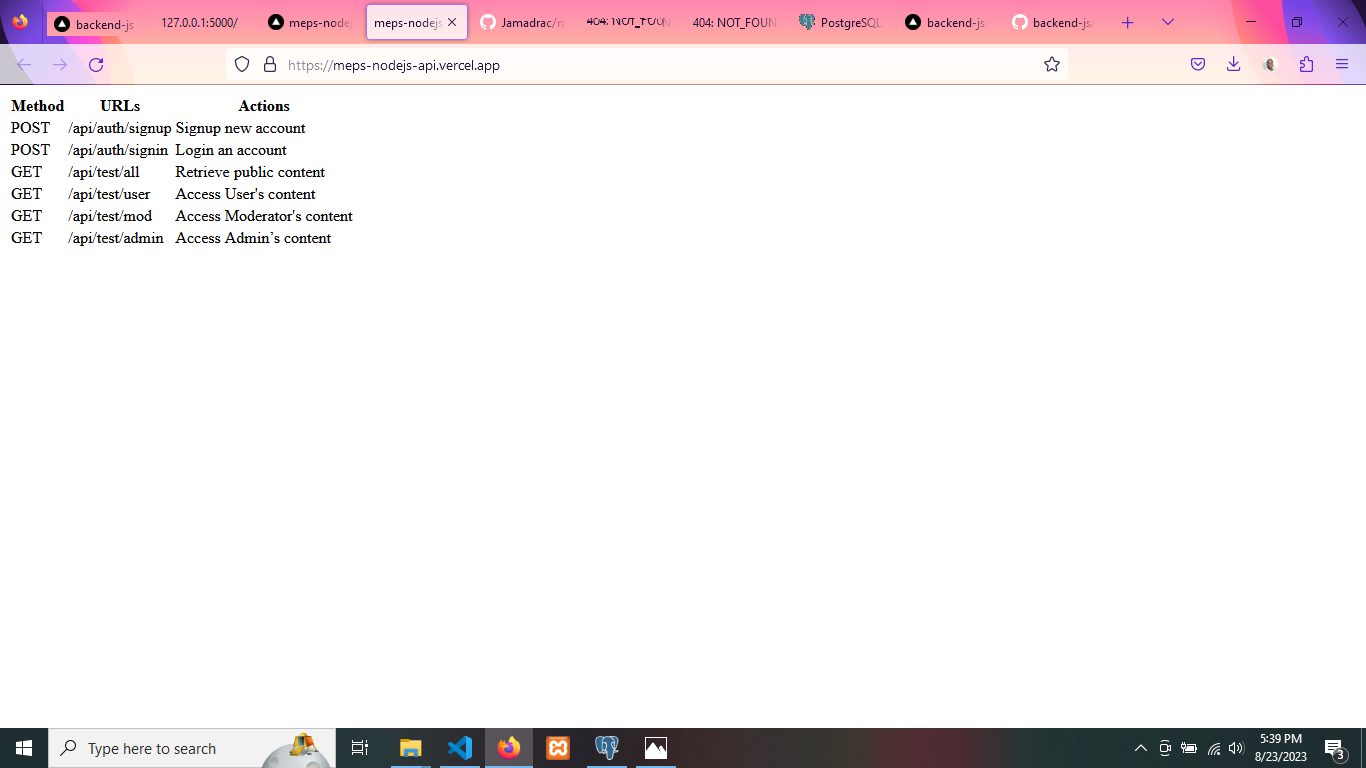 backend-js
127.0.0.1:5000/
meps-nodej
meps-nodejs
Jamadrac/m
404: NOT_FOUN
404: NOT_FOUN
PostgreSQL
backend-js
backend-js/
https://meps-nodejs-api.vercel.app
Method URLs Actions
POST /api/auth/signup Signup new account
POST /api/auth/signin Login an account
GET /api/test/all Retrieve public content
GET /api/test/user Access User's content
GET /api/test/mod Access Moderator's content
GET /api/test/admin Access Admin’s content
Type here to search
5:39 PM
8/23/2023
3